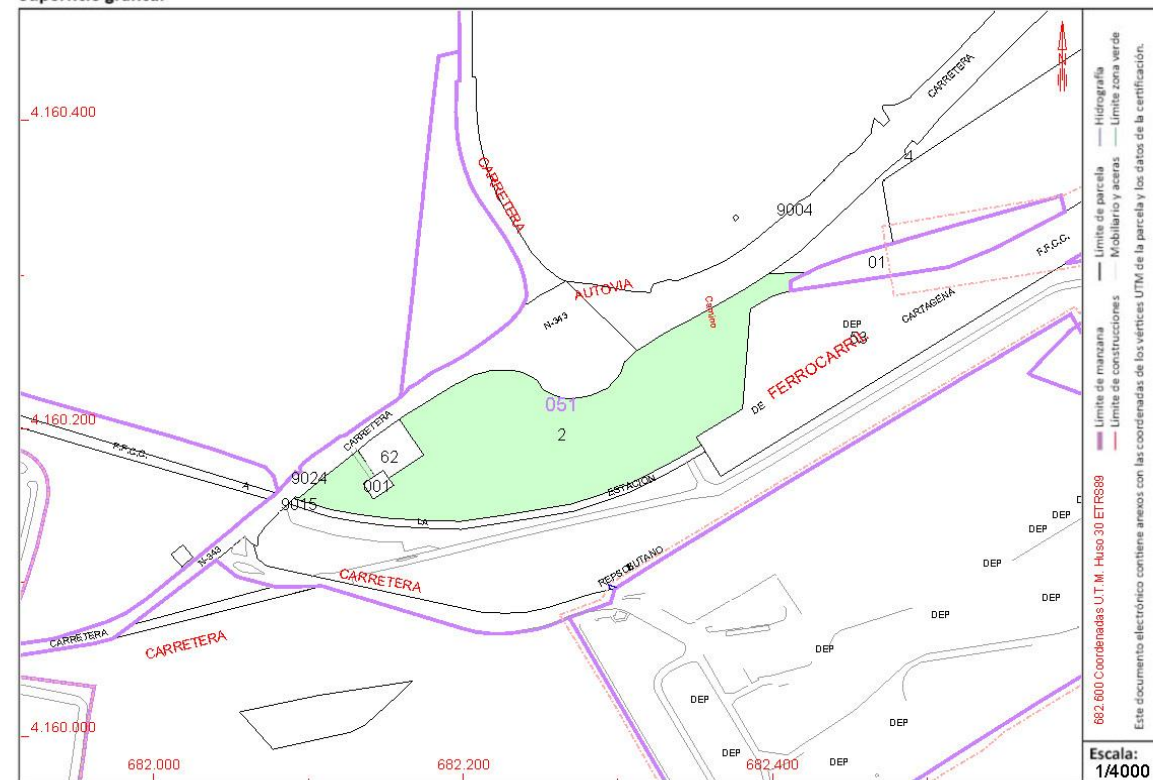 Superficie gráfica:
4.160.400
CARRETERA
CARRETERA
4
9004
01
F.F.C.C.
AUTOVIA
N-343
Camino
CARTAGENA
DEP
FERROCARRIL
DE
051
2
4.160.200
CARRETERA
F.F.C.C.
A
62
9024
001
9015
ESTACION
LA
N-343
CARRETERA
REPSOL BUTANO
CARRETERA
CARRETERA
DEP
DEP
DEP
DEP
DEP
DEP
DEP
DEP
DEP
DEP
4.160.000
682.000
682.200
682.400
N
Límite de manzana
Límite de parcela
Hidrografía
Límite de construcciones
Mobiliario y aceras
Límite zona verde
682.600 Coordenadas U.T.M. Huso 30 ETRS89
Este documento electrónico contiene anexos con las coordenadas de los vértices UTM de la parcela y los datos de la certificación.
Escala:
1/4000